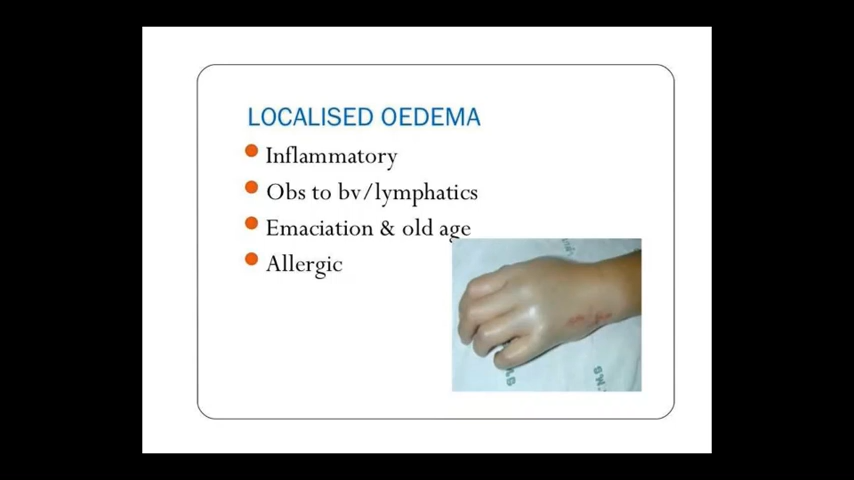 LOCALISED OEDEMA
Inflammatory
Obs to bv/lymphatics
Emaciation & old age
Allergic